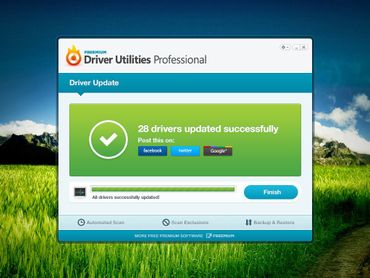 FREEMIUM
Driver Utilities Professional
Driver Update
28 drivers updated successfully
Post this on:
facebook twitter Google+
All drivers successfully updated!
Finish
Automated Scan Scan Exclusions Backup & Restore
MORE FREE PREMIUM SOFTWARE FREEMIUM